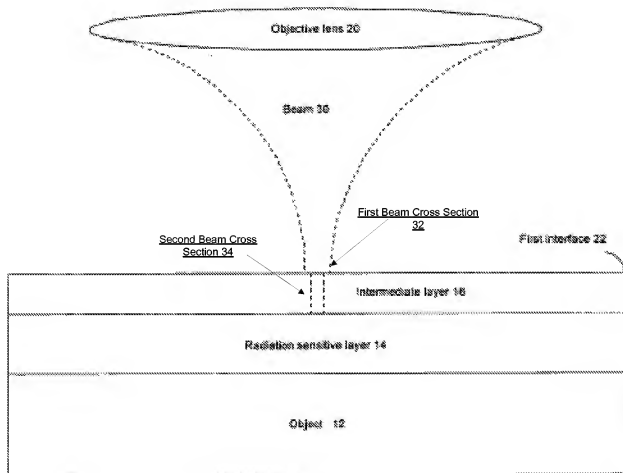 Objective lens 20
Beam 30
First Beam Cross Section
32
Second Beam Cross
Section 34
First interface 22
Intermediate layer 16
Radiation sensitive layer 14
Object 12